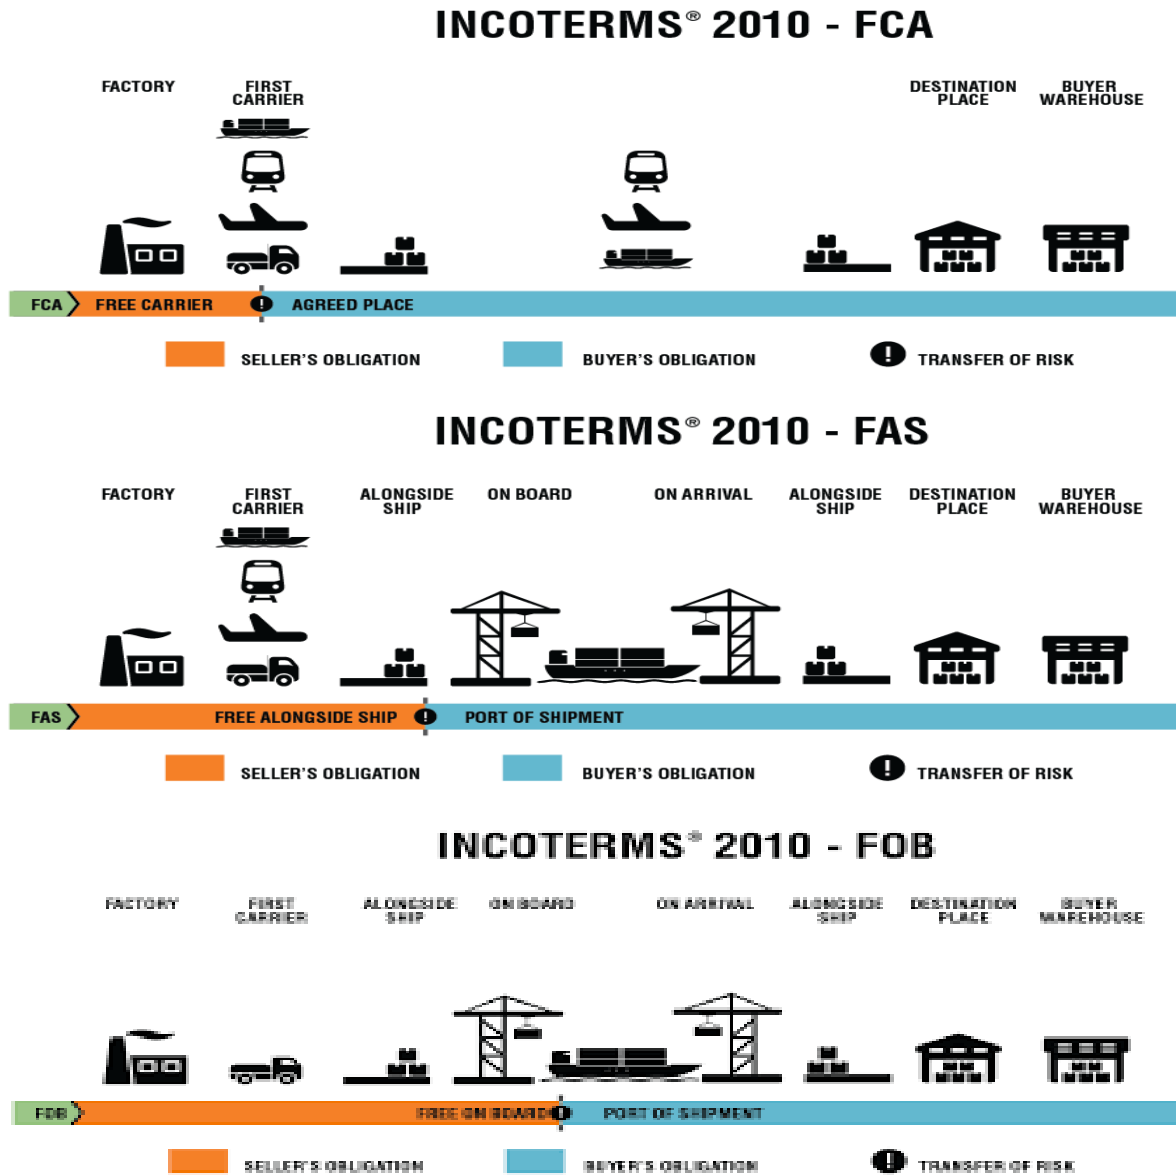 INCOTERMS® 2010 - FCA
FACTORY
FIRST
CARRIER
DESTINATION
PLACE
BUYER
WAREHOUSE
FCA
FREE CARRIER
AGREED PLACE
SELLER'S OBLIGATION
BUYER'S OBLIGATION
TRANSFER OF RISK
INCOTERMS® 2010 - FAS
FACTORY
FIRST
CARRIER
ALONGSIDE
SHIP
ON BOARD
ON ARRIVAL
ALONGSIDE
SHIP
DESTINATION
PLACE
BUYER
WAREHOUSE
FAS
FREE ALONGSIDE SHIP
PORT OF SHIPMENT
SELLER'S OBLIGATION
BUYER'S OBLIGATION
TRANSFER OF RISK
INCOTERMS® 2010 - FOB
FACTORY
FIRST
CARRIER
ALONGSIDE
SHIP
ON BOARD
ON ARRIVAL
ALONGSIDE
SHIP
DESTINATION
PLACE
BUYER
WAREHOUSE
FOB
FREE ON BOARD
PORT OF SHIPMENT
SELLER'S OBLIGATION
BUYER'S OBLIGATION
TRANSFER OF RISK